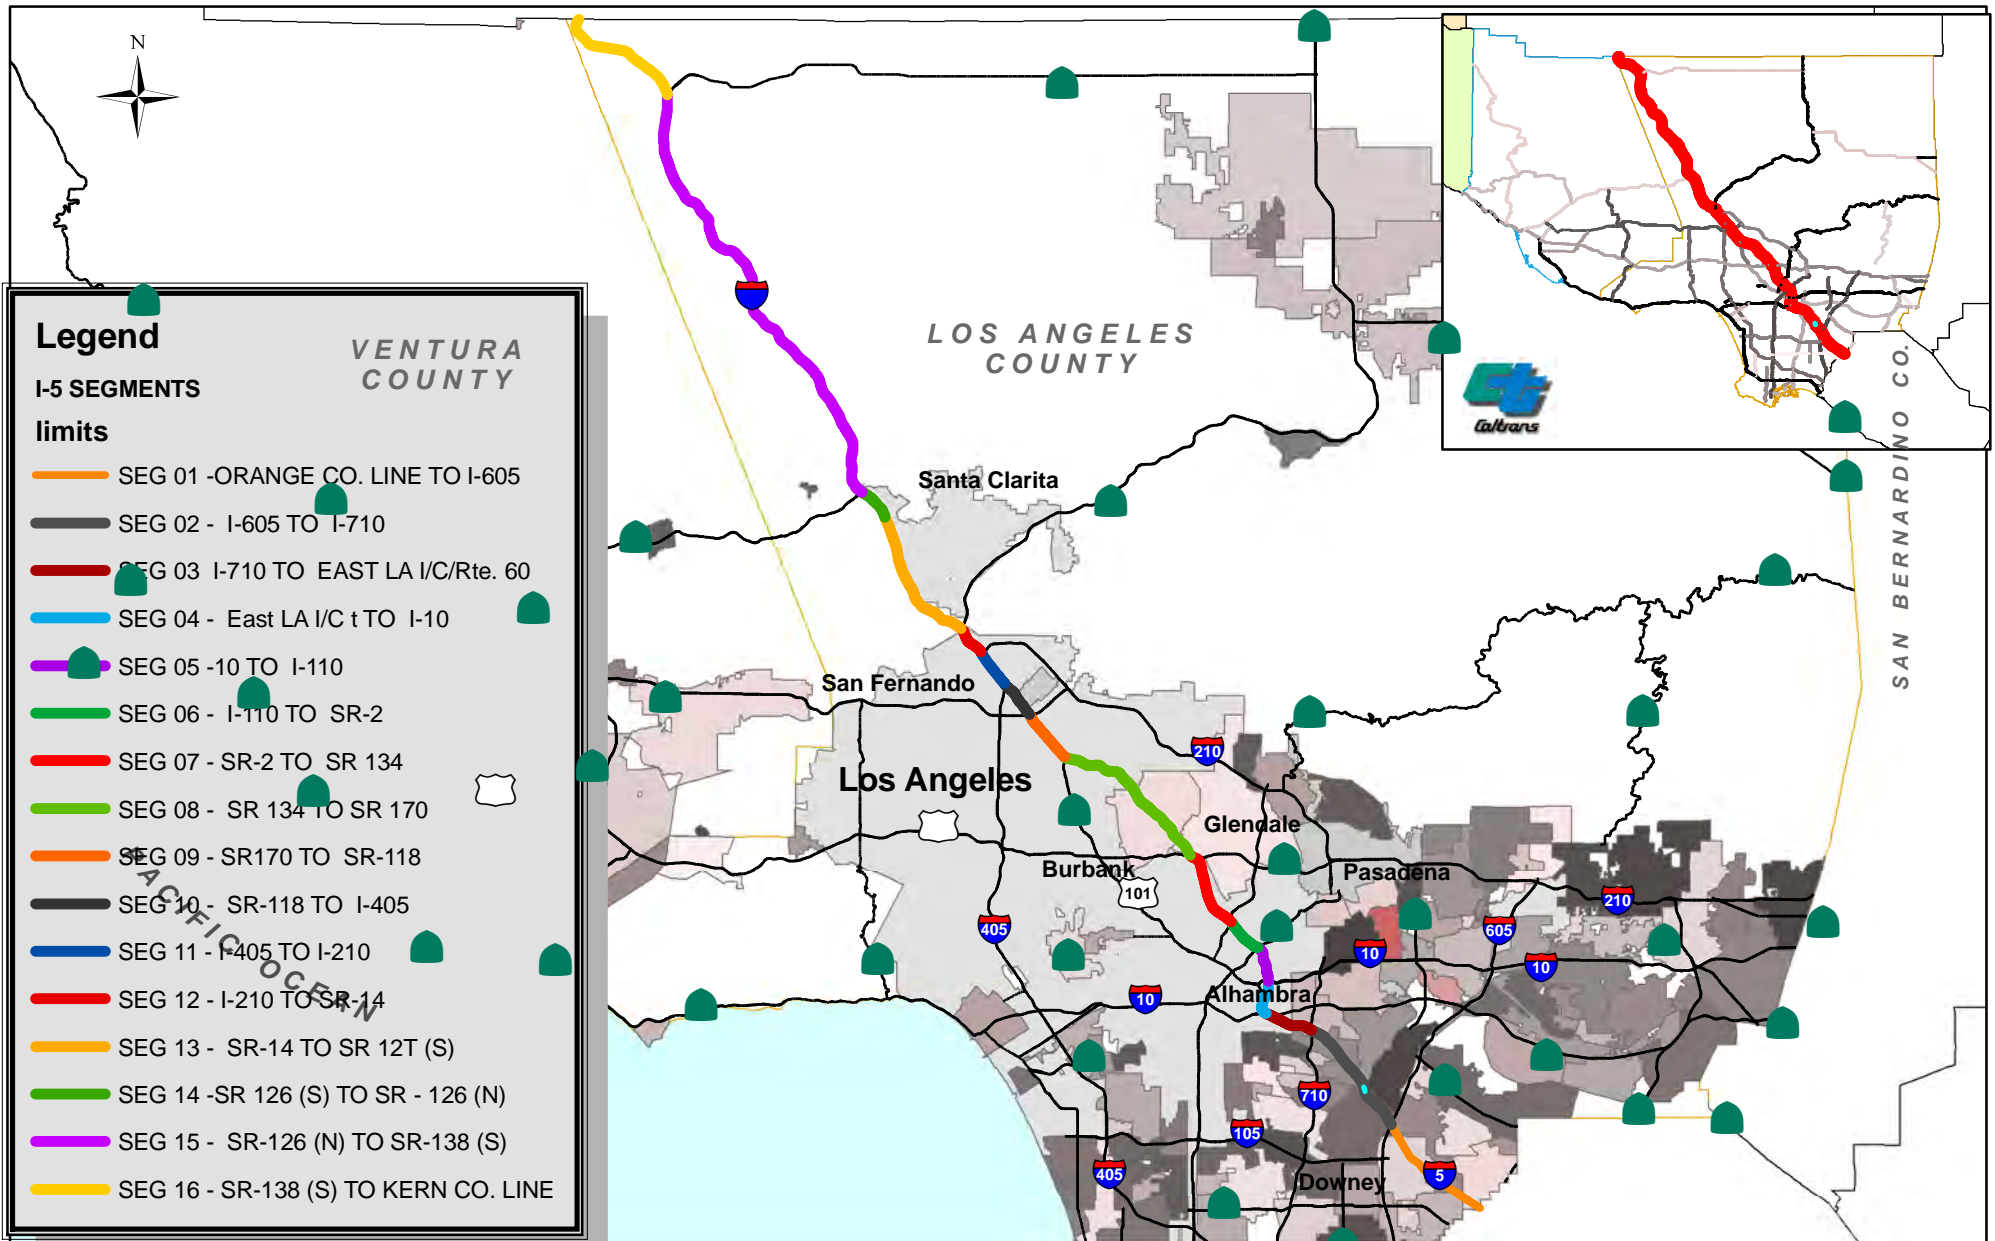 N
Legend
VENTURA
COUNTY
I-5 SEGMENTS
limits
SEG 01 -ORANGE CO. LINE TO I-605
SEG 02 - I-605 TO I-710
SEG 03 I-710 TO EAST LA I/C/Rte. 60
SEG 04 - East LA I/C t TO I-10
SEG 05 -10 TO I-110
SEG 06 - I-110 TO SR-2
SEG 07 - SR-2 TO SR 134
SEG 08 - SR 134 TO SR 170
SEG 09 - SR170 TO SR-118
SEG 10 - SR-118 TO I-405
SEG 11 - I-405 TO I-210
SEG 12 - I-210 TO SR-14
SEG 13 - SR-14 TO SR 12T (S)
SEG 14 -SR 126 (S) TO SR - 126 (N)
SEG 15 - SR-126 (N) TO SR-138 (S)
SEG 16 - SR-138 (S) TO KERN CO. LINE
PACIFIC OCEAN
LOS ANGELES
COUNTY
Caltrans
SAN BERNARDINO CO.
Santa Clarita
San Fernando
210
Los Angeles
Glendale
Burbank
101
Pasadena
210
405
605
10
10
10
Alhambra
710
105
405
5
Downey